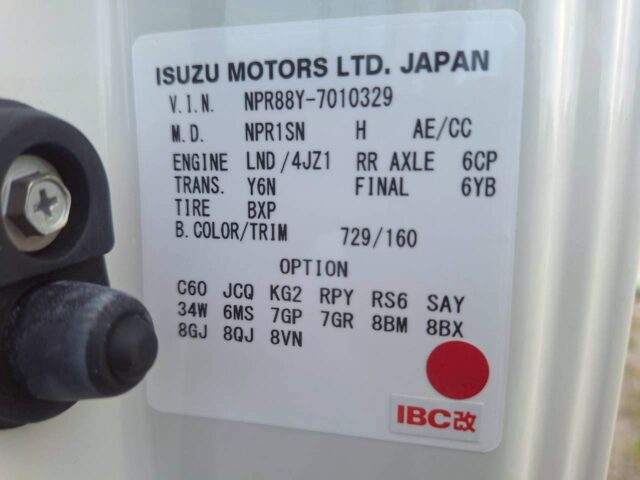 ISUZU MOTORS LTD. JAPAN
V.I.N. NPR88Y-7010329
M.D. NPR1SN H AE/CC
ENGINE LND/4JZ1 RR AXLE 6CP
TRANS. Y6N FINAL 6YB
TIRE BXP
B.COLOR/TRIM 729/160
OPTION
C60 JCQ KG2 RPY RS6 SAY
34W 6MS 7GP 7GR 8BM 8BX
8GJ 8QJ 8VN
IBC改